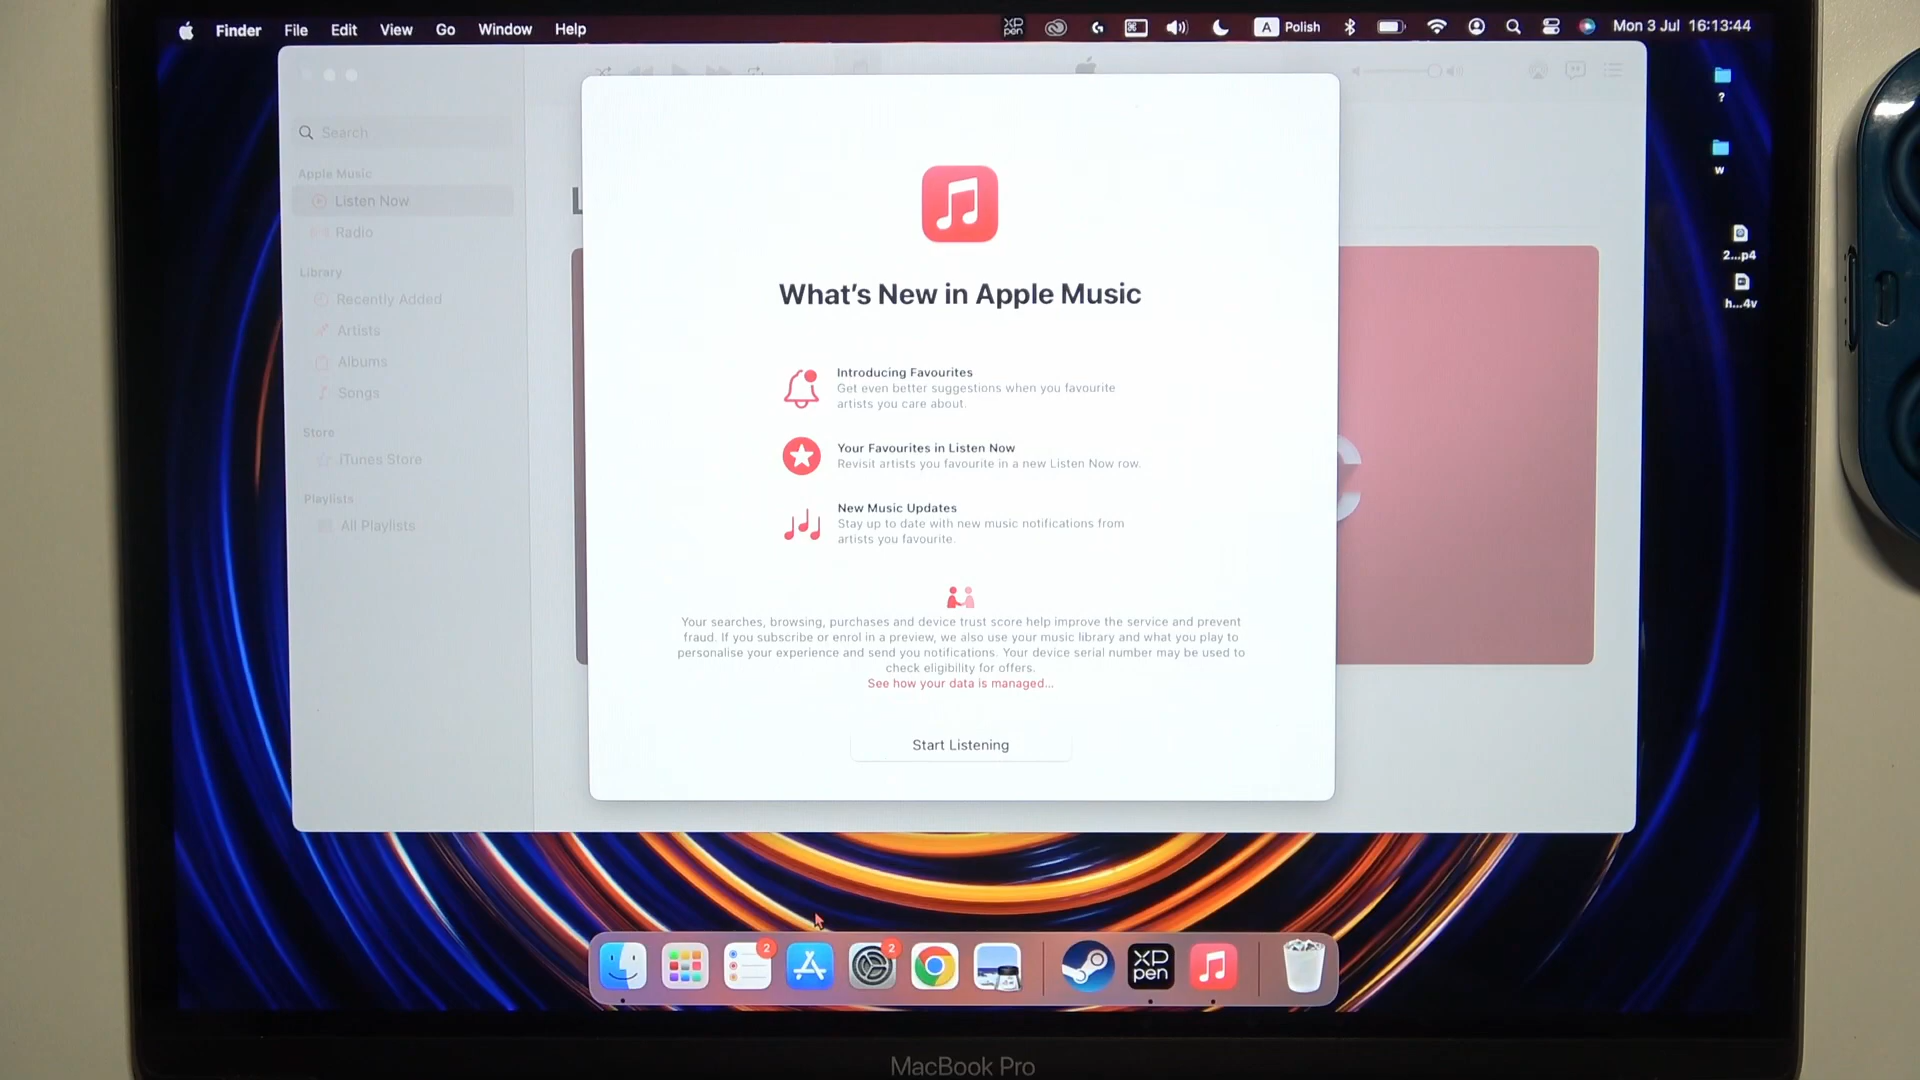 Finder File Edit View Go Window Help
XP pen
A Polish
Mon 3 Jul 16:13:44
Search
Apple Music
Listen Now
Radio
Library
Recently Added
Artists
Albums
Songs
Store
iTunes Store
Playlists
All Playlists
L
What's New in Apple Music
Introducing Favourites
Get even better suggestions when you favourite
artists you care about.
Your Favourites in Listen Now
Revisit artists you favourite in a new Listen Now row.
New Music Updates
Stay up to date with new music notifications from
artists you favourite.
Your searches, browsing, purchases and device trust score help improve the service and prevent
fraud. If you subscribe or enrol in a preview, we also use your music library and what you play to
personalise your experience and send you notifications. Your device serial number may be used to
check eligibility for offers.
See how your data is managed...
Start Listening
?
w
2...p4
h...4v
2
2
XP
pen
MacBook Pro